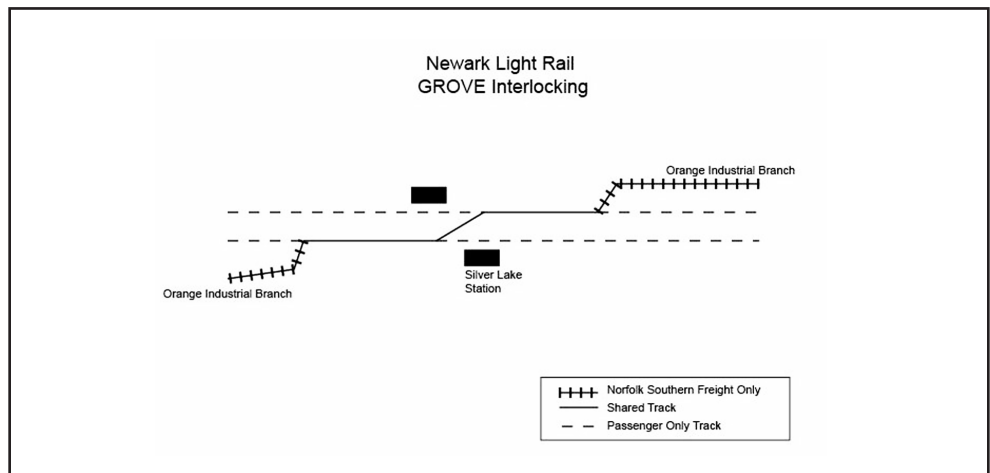 Newark Light Rail
GROVE Interlocking
Orange Industrial Branch
Silver Lake
Station
Orange Industrial Branch
Norfolk Southern Freight Only
Shared Track
Passenger Only Track